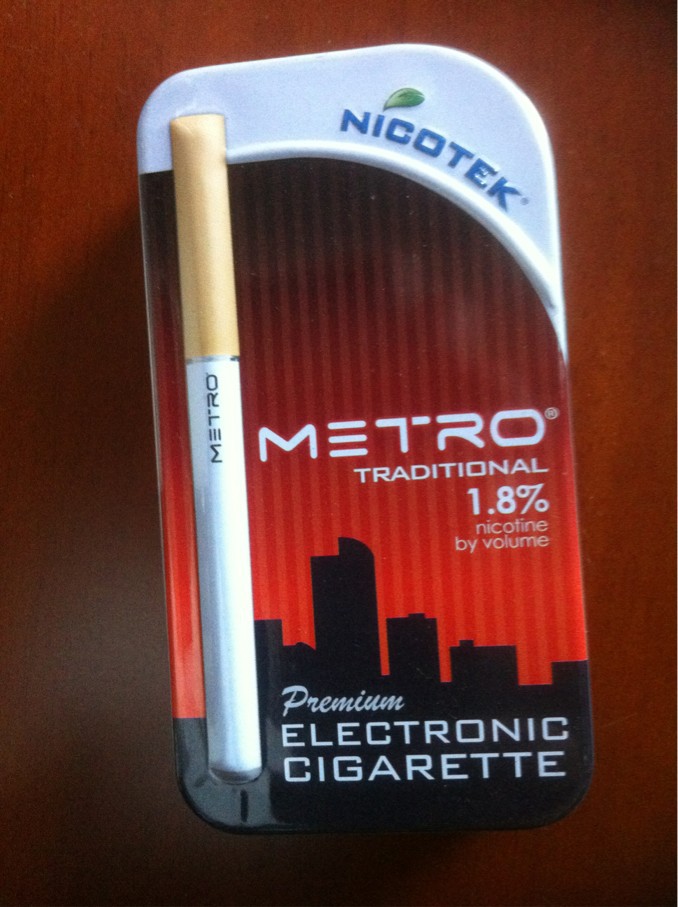 NICOTEK®
METRO
METRO®
TRADITIONAL
1.8%
nicotine
by volume
Premium
ELECTRONIC
CIGARETTE